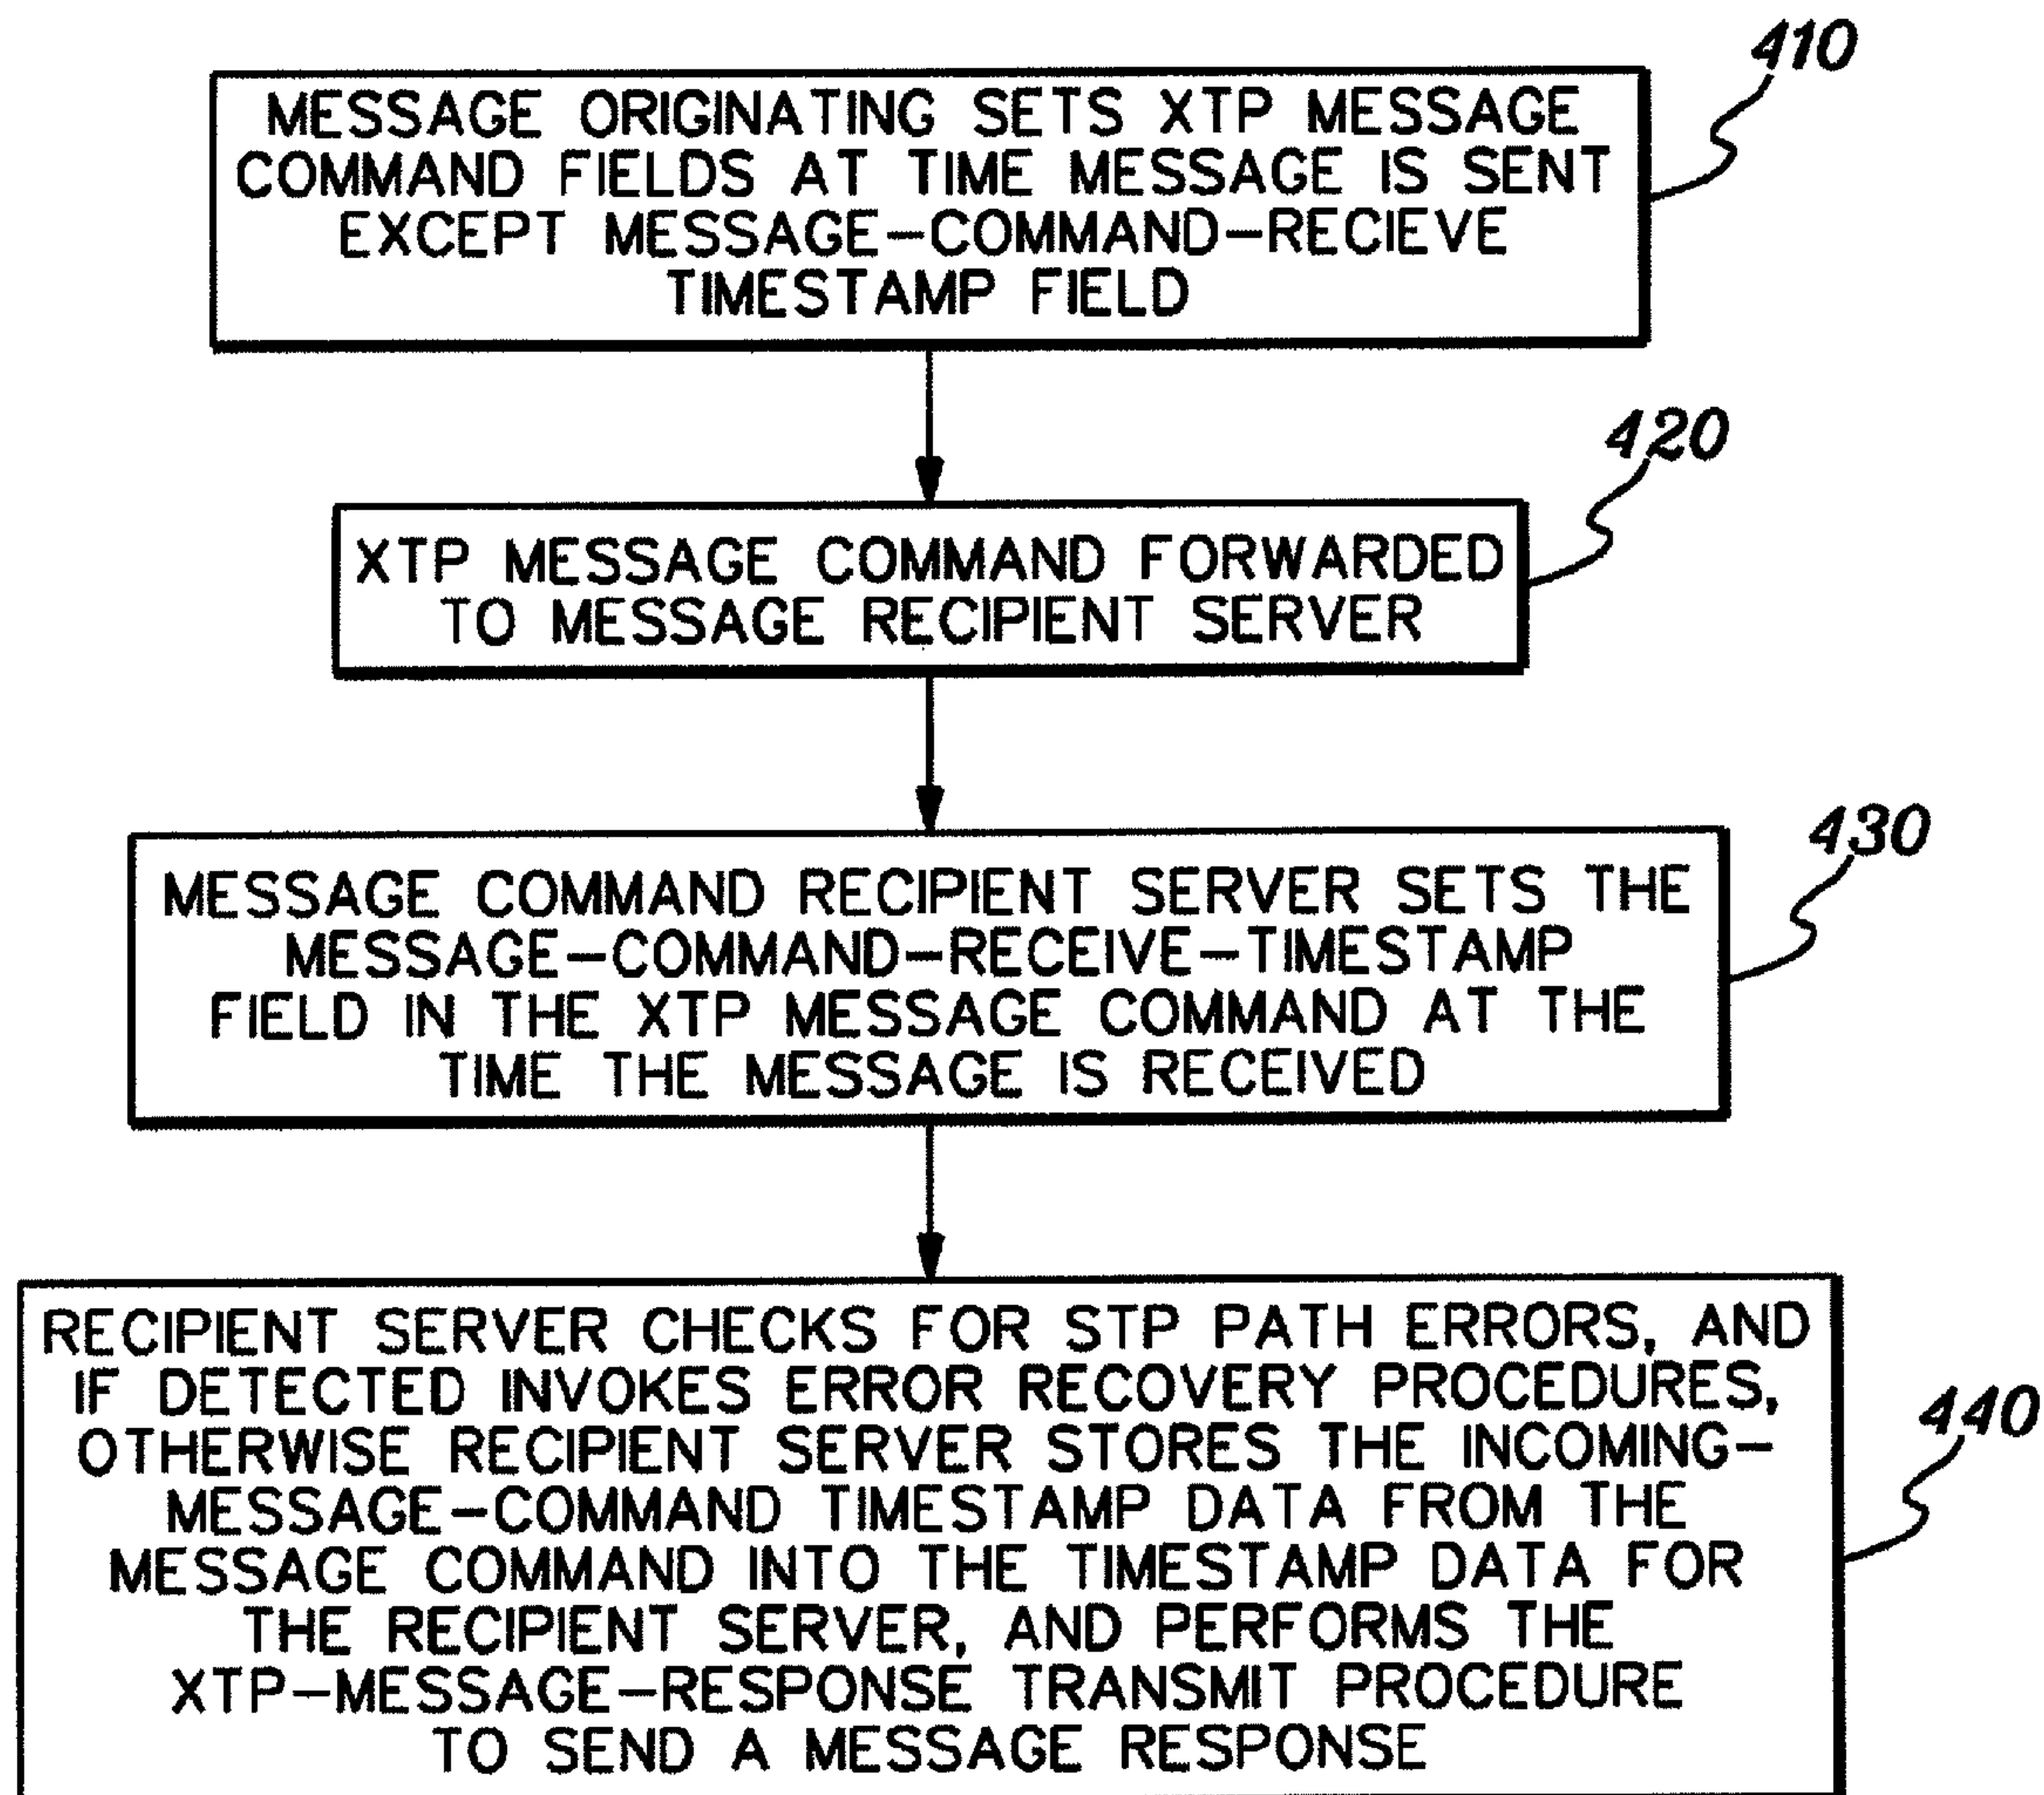 410
MESSAGE ORIGINATING SETS XTP MESSAGE
COMMAND FIELDS AT TIME MESSAGE IS SENT
EXCEPT MESSAGE-COMMAND-RECIEVE
TIMESTAMP FIELD
420
XTP MESSAGE COMMAND FORWARDED
TO MESSAGE RECIPIENT SERVER
430
MESSAGE COMMAND RECIPIENT SERVER SETS THE
MESSAGE-COMMAND-RECEIVE-TIMESTAMP
FIELD IN THE XTP MESSAGE COMMAND AT THE
TIME THE MESSAGE IS RECEIVED
440
RECIPIENT SERVER CHECKS FOR STP PATH ERRORS, AND
IF DETECTED INVOKES ERROR RECOVERY PROCEDURES,
OTHERWISE RECIPIENT SERVER STORES THE INCOMING-
MESSAGE-COMMAND TIMESTAMP DATA FROM THE
MESSAGE COMMAND INTO THE TIMESTAMP DATA FOR
THE RECIPIENT SERVER, AND PERFORMS THE
XTP-MESSAGE-RESPONSE TRANSMIT PROCEDURE
TO SEND A MESSAGE RESPONSE